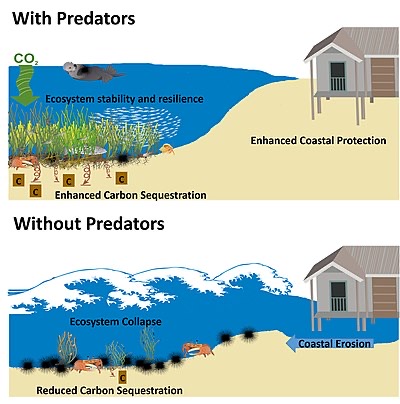 With Predators
CO₂
Ecosystem stability and resilience
Enhanced Coastal Protection
C
C
C
C
C
Enhanced Carbon Sequestration
Without Predators
Ecosystem Collapse
Coastal Erosion
C
Reduced Carbon Sequestration